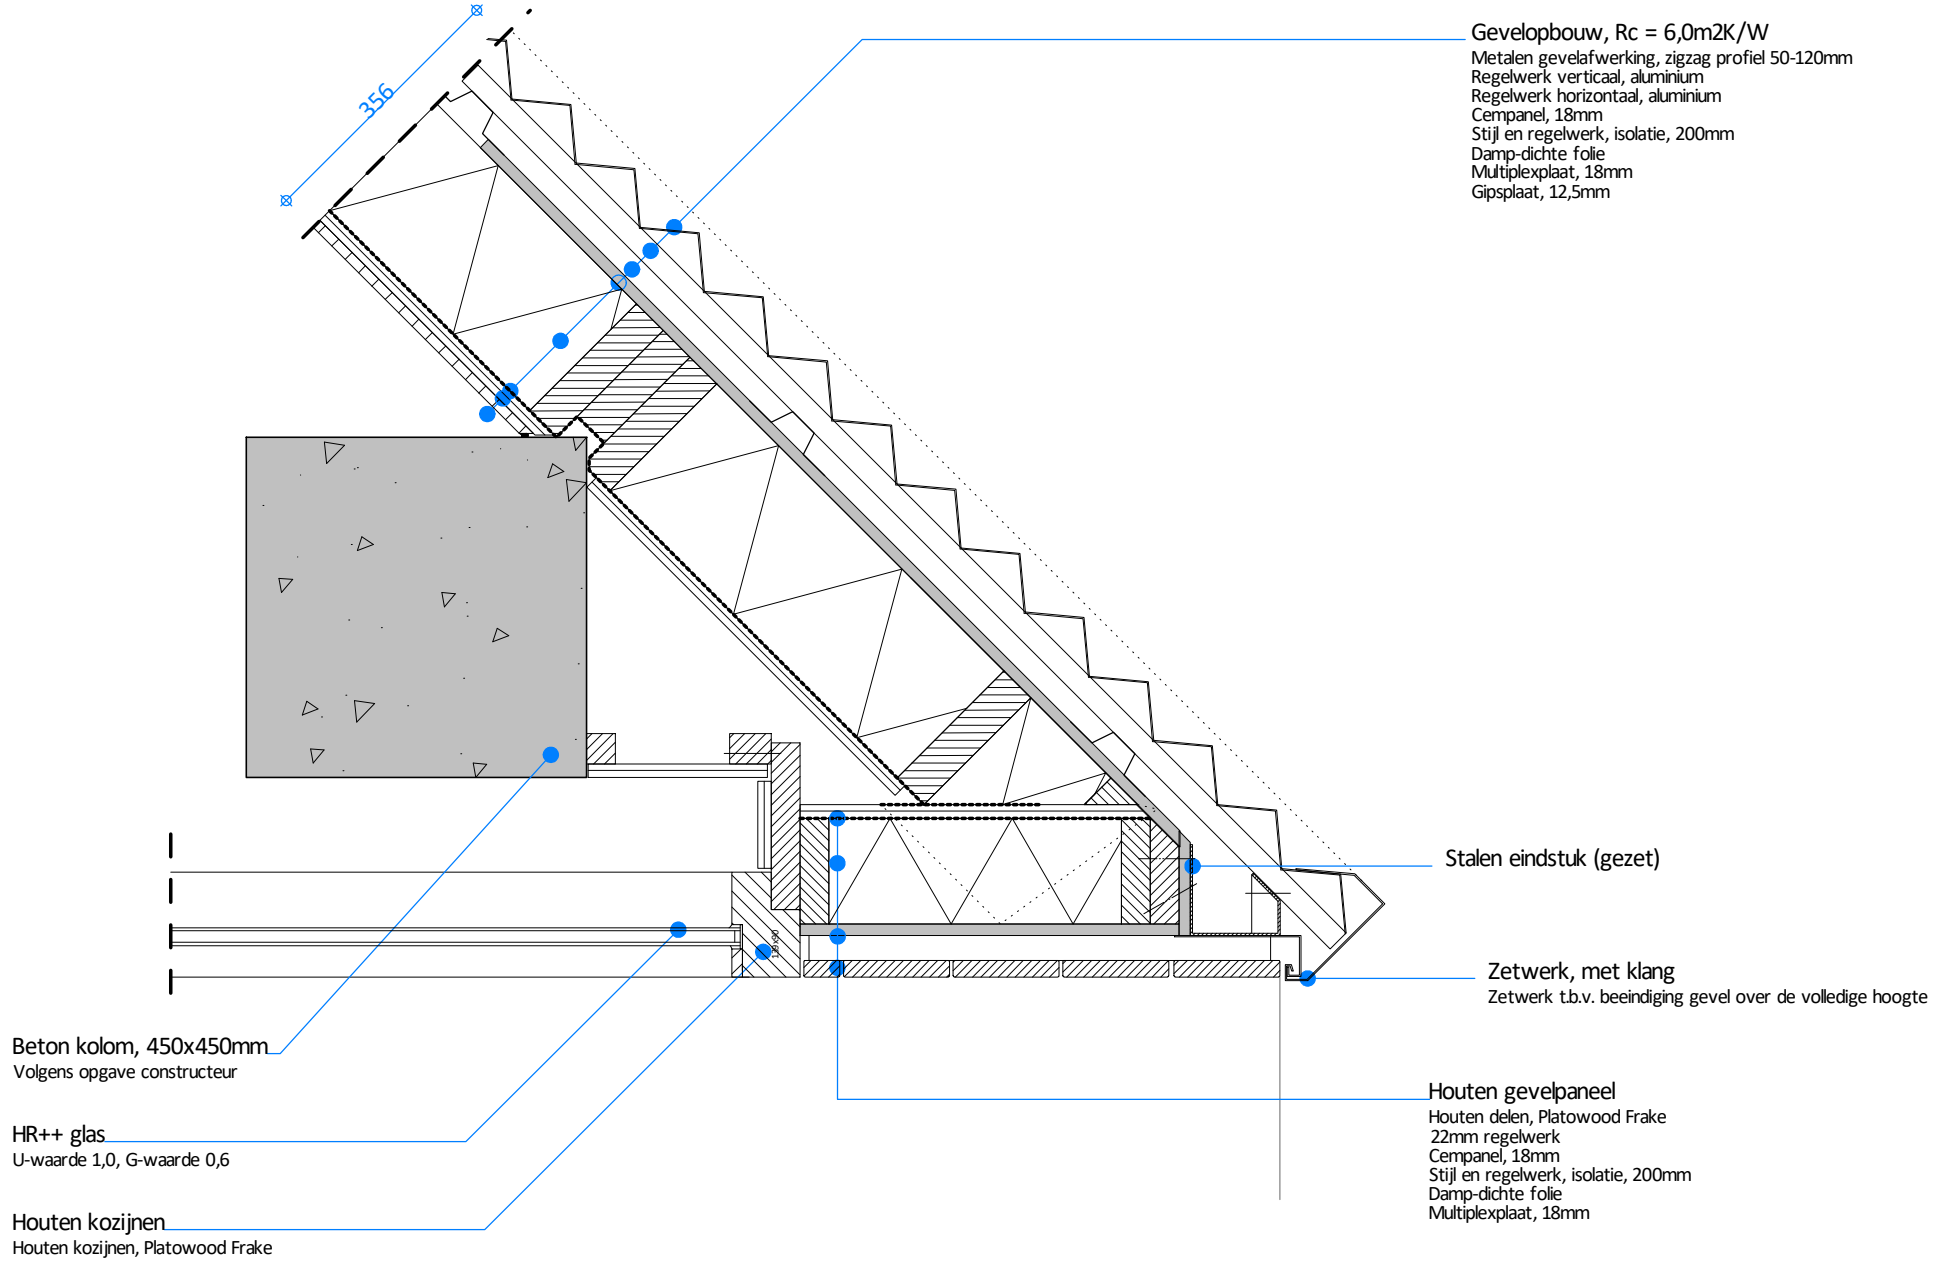 356
Gevelopbouw, Rc = 6,0m2K/W
Metalen gevelafwerking, zigzag profiel 50-120mm
Regelwerk verticaal, aluminium
Regelwerk horizontaal, aluminium
Cempanel, 18mm
Stijl en regelwerk, isolatie, 200mm
Damp-dichte folie
Multiplexplaat, 18mm
Gipsplaat, 12,5mm
Stalen eindstuk (gezet)
Zetwerk, met klang
Zetwerk t.b.v. beeindiging gevel over de volledige hoogte
Beton kolom, 450x450mm
Volgens opgave constructeur
HR++ glas
U-waarde 1,0, G-waarde 0,6
Houten kozijnen
Houten kozijnen, Platowood Frake
Houten gevelpaneel
Houten delen, Platowood Frake
22mm regelwerk
Cempanel, 18mm
Stijl en regelwerk, isolatie, 200mm
Damp-dichte folie
Multiplexplaat, 18mm